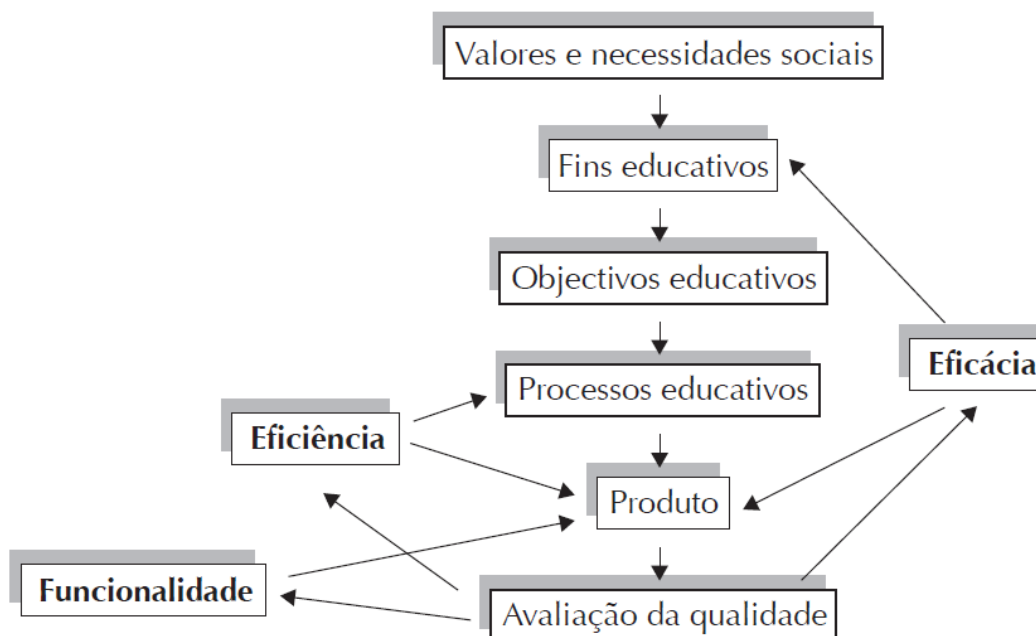 Valores e necessidades sociais
Fins educativos
Objectivos educativos
Eficácia
Processos educativos
Eficiência
Produto
Funcionalidade
Avaliação da qualidade